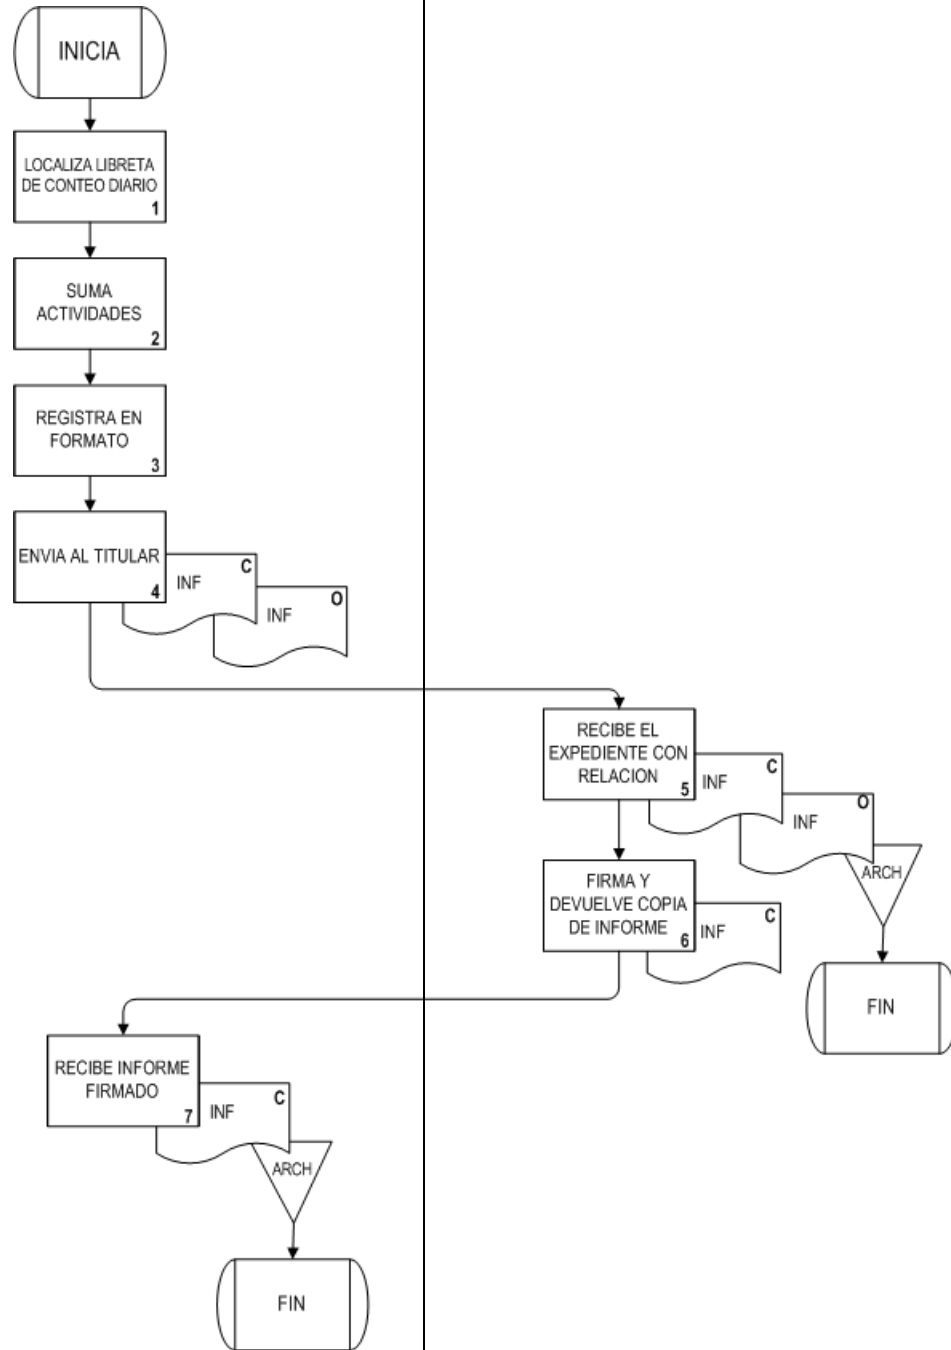 INICIA
LOCALIZA LIBRETA
DE CONTEO DIARIO
1
SUMA
ACTIVIDADES
2
REGISTRA EN
FORMATO
3
ENVIA AL TITULAR
4
C
INF
O
INF
RECIBE EL
EXPEDIENTE CON
RELACION
5
C
INF
O
INF
ARCH
FIN
FIRMA Y
DEVUELVE COPIA
DE INFORME
6
C
INF
RECIBE INFORME
FIRMADO
7
C
INF
ARCH
FIN